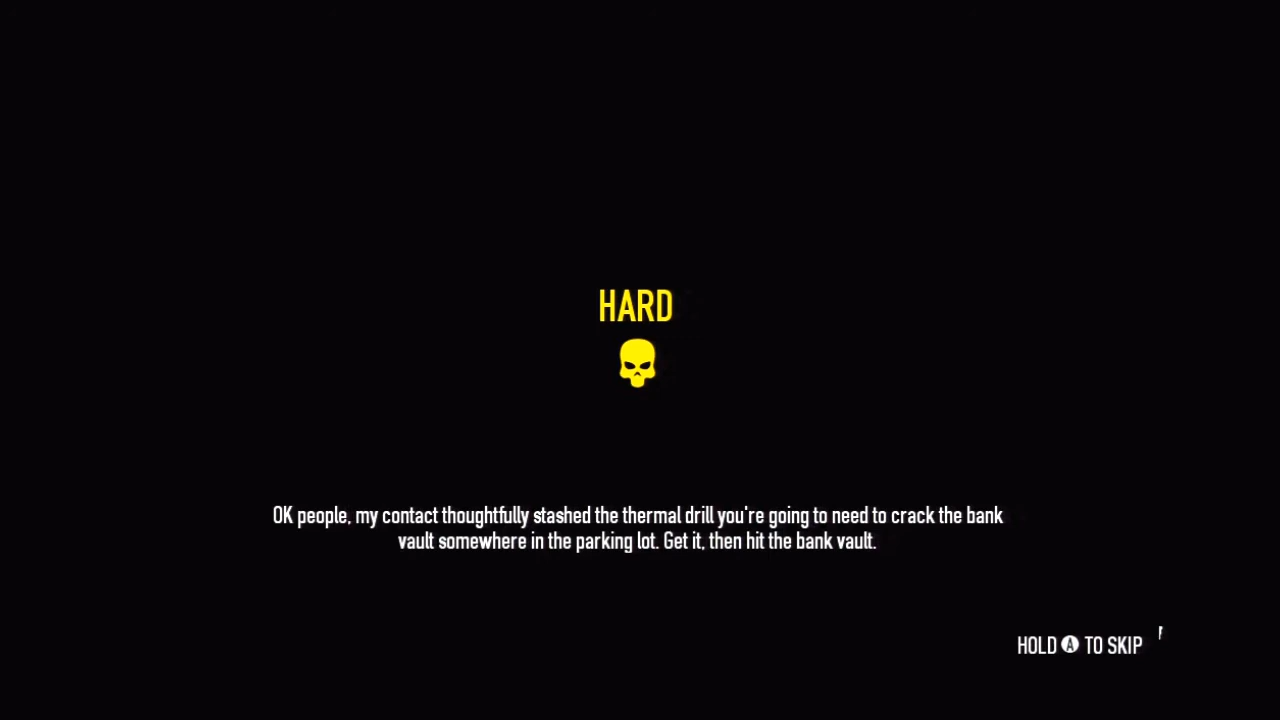 HARD
OK people, my contact thoughtfully stashed the thermal drill you're going to need to crack the bank
vault somewhere in the parking lot. Get it, then hit the bank vault.
HOLD A TO SKIP